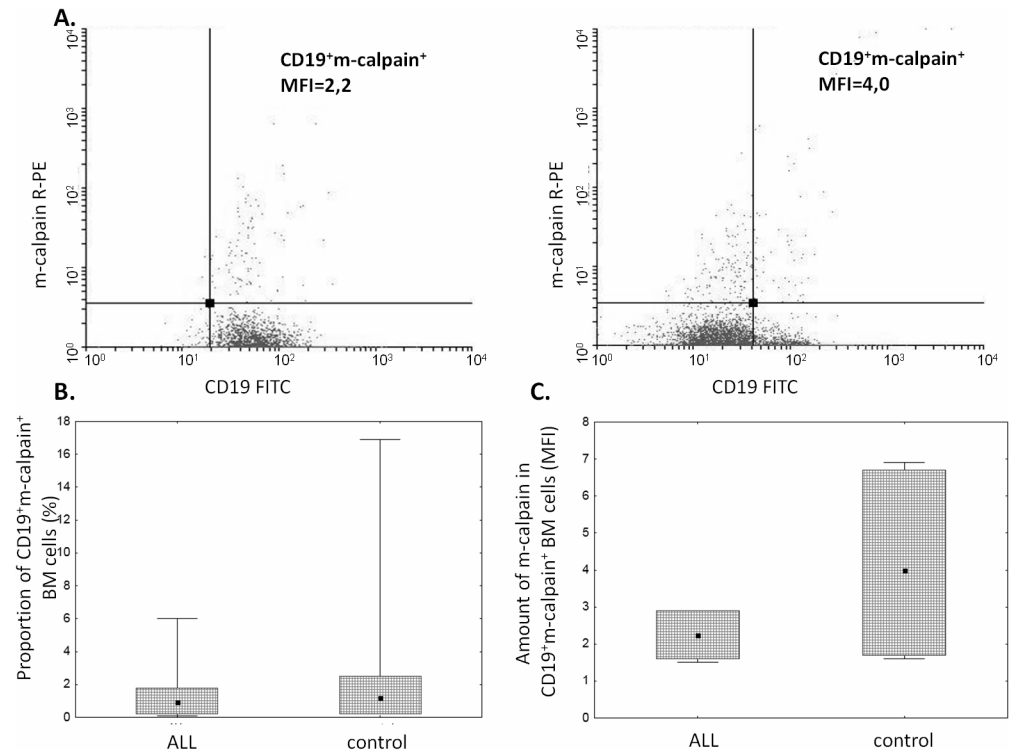 A.
CD19⁺m-calpain⁺
MFI=2,2
m-calpain R-PE
10⁴
10³
10²
10¹
10⁰
10⁰ 10¹ 10² 10³ 10⁴
CD19 FITC
CD19⁺m-calpain⁺
MFI=4,0
m-calpain R-PE
10⁴
10³
10²
10¹
10⁰
10⁰ 10¹ 10² 10³ 10⁴
CD19 FITC
B.
Proportion of CD19⁺m-calpain⁺
BM cells (%)
18
16
14
12
10
8
6
4
2
0
ALL control
C.
Amount of m-calpain in
CD19⁺m-calpain⁺ BM cells (MFI)
8
7
6
5
4
3
2
1
0
ALL control